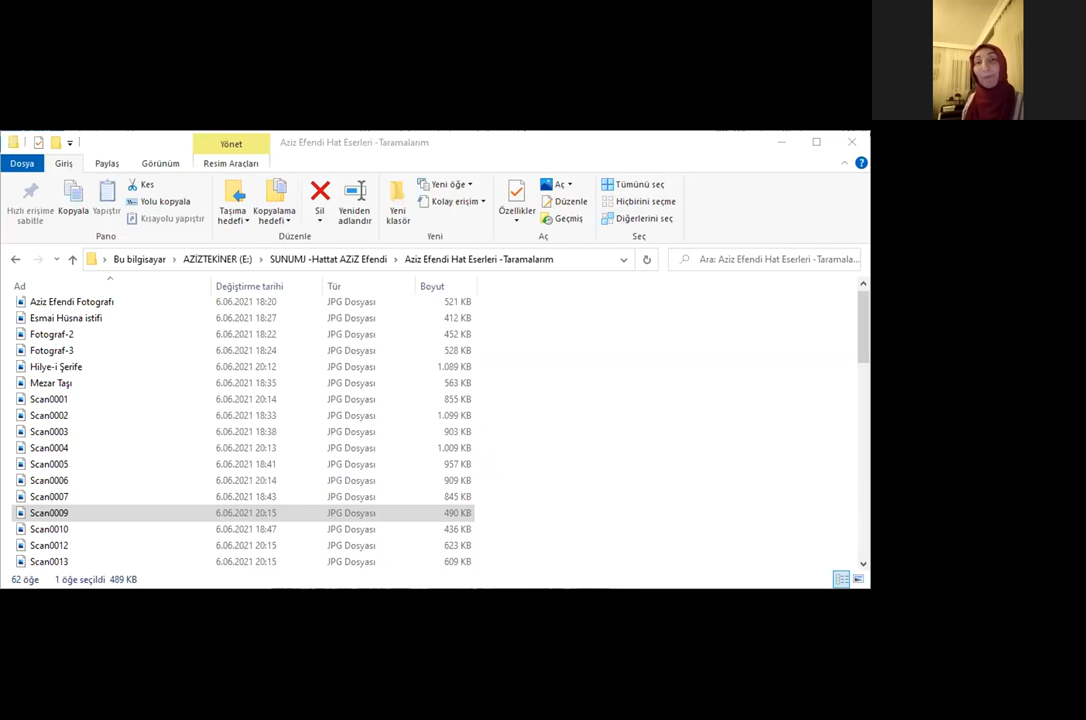 Yönet
Aziz Efendi Hat Eserleri -Taramalarım
Dosya Giriş Paylaş Görünüm Resim Araçları
Hızlı erişime sabitle
Kopyala
Yapıştır
Kes
Yolu kopyala
Kısayolu yapıştır
Pano
Taşıma hedefi
Kopyalama hedefi
Sil
Yeniden adlandır
Düzenle
Yeni klasör
Yeni öğe
Kolay erişim
Yeni
Özellikler
Aç
Düzenle
Geçmiş
Aç
Tümünü seç
Hiçbirini seçme
Diğerlerini seç
Seç
Bu bilgisayar > AZİZTEKİNER (E:) > SUNUMJ -Hattat AZiZ Efendi > Aziz Efendi Hat Eserleri -Taramalarım
Ara: Aziz Efendi Hat Eserleri -Taramala...
Ad Değiştirme tarihi Tür Boyut
Aziz Efendi Fotografı 6.06.2021 18:20 JPG Dosyası 521 KB
Esmai Hüsna istifi 6.06.2021 18:27 JPG Dosyası 412 KB
Fotograf-2 6.06.2021 18:22 JPG Dosyası 452 KB
Fotograf-3 6.06.2021 18:24 JPG Dosyası 528 KB
Hilye-i Şerife 6.06.2021 20:12 JPG Dosyası 1.089 KB
Mezar Taşı 6.06.2021 18:35 JPG Dosyası 563 KB
Scan0001 6.06.2021 20:14 JPG Dosyası 855 KB
Scan0002 6.06.2021 18:33 JPG Dosyası 1.099 KB
Scan0003 6.06.2021 18:38 JPG Dosyası 903 KB
Scan0004 6.06.2021 20:13 JPG Dosyası 1.009 KB
Scan0005 6.06.2021 18:41 JPG Dosyası 957 KB
Scan0006 6.06.2021 20:14 JPG Dosyası 909 KB
Scan0007 6.06.2021 18:43 JPG Dosyası 845 KB
Scan0009 6.06.2021 20:15 JPG Dosyası 490 KB
Scan0010 6.06.2021 18:47 JPG Dosyası 436 KB
Scan0012 6.06.2021 20:15 JPG Dosyası 623 KB
Scan0013 6.06.2021 20:15 JPG Dosyası 609 KB
62 öğe 1 öğe seçildi 489 KB